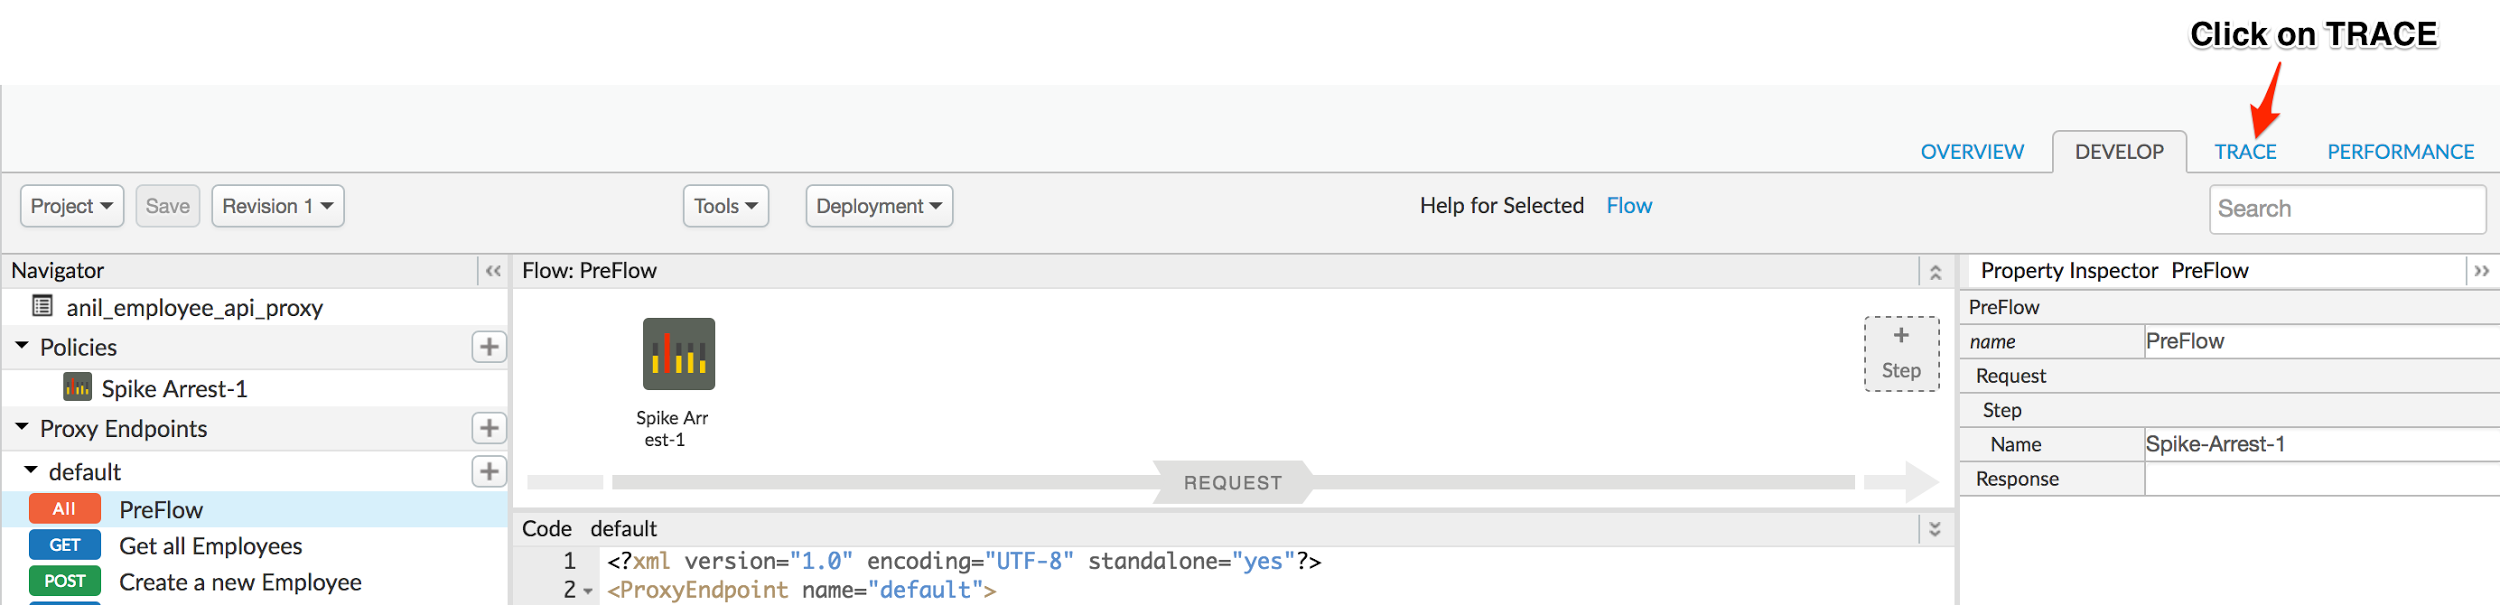 Click on TRACE
OVERVIEW DEVELOP TRACE PERFORMANCE
Project Save Revision 1 Tools Deployment Help for Selected Flow Search
Navigator
anil_employee_api_proxy
Policies
Spike Arrest-1
Proxy Endpoints
default
All PreFlow
GET Get all Employees
POST Create a new Employee
Flow: PreFlow
Spike Arr
est-1
+
Step
REQUEST
Code default
1 <?xml version="1.0" encoding="UTF-8" standalone="yes"?>
2 <ProxyEndpoint name="default">
Property Inspector PreFlow
PreFlow
name PreFlow
Request
Step
Name Spike-Arrest-1
Response